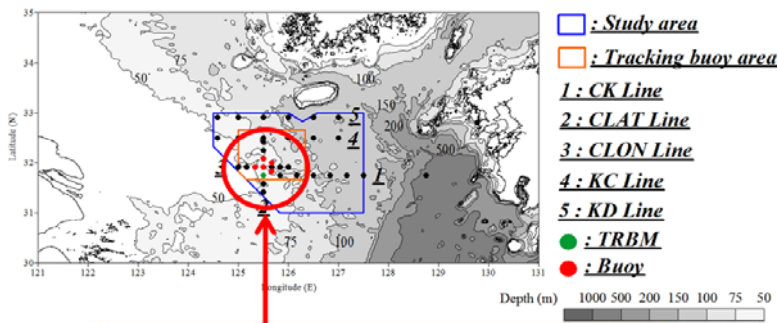 35
34
33
32
31
30
Latitude (N)
121
122
123
124
125
126
127
128
129
130
131
Longitude (E)
50
100
150
200
500
5
4
1
50
75
100
: Study area
: Tracking buoy area
1 : CK Line
2 : CLAT Line
3 : CLON Line
4 : KC Line
5 : KD Line
: TRBM
: Buoy
Depth (m)
1000 500 200 150 100 75 50